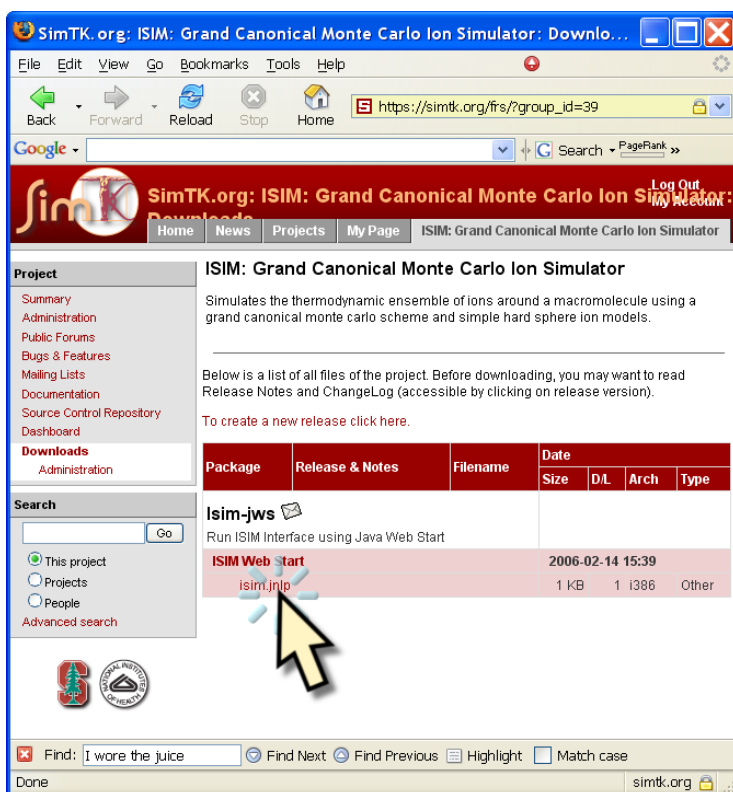 SimTK.org: ISIM: Grand Canonical Monte Carlo Ion Simulator: Downlo...
File Edit View Go Bookmarks Tools Help
Back Forward Reload Stop Home https://simtk.org/frs/?group_id=39
Google Search PageRank »
SimTK
Log Out
SimTK.org: ISIM: Grand Canonical Monte Carlo Ion Simulator:
My Account
Downloads
Home News Projects My Page ISIM: Grand Canonical Monte Carlo Ion Simulator
Project
Summary
Administration
Public Forums
Bugs & Features
Mailing Lists
Documentation
Source Control Repository
Dashboard
Downloads
Administration
Search
Go
This project
Projects
People
Advanced search
NATIONAL INSTITUTES OF HEALTH
ISIM: Grand Canonical Monte Carlo Ion Simulator
Simulates the thermodynamic ensemble of ions around a macromolecule using a
grand canonical monte carlo scheme and simple hard sphere ion models.
Below is a list of all files of the project. Before downloading, you may want to read
Release Notes and ChangeLog (accessible by clicking on release version).
To create a new release click here.
Package Release & Notes Filename Date
Size D/L Arch Type
Isim-jws
Run ISIM Interface using Java Web Start
ISIM Web Start 2006-02-14 15:39
isim.jnlp 1 KB 1 i386 Other
Find: I wore the juice Find Next Find Previous Highlight Match case
Done simtk.org